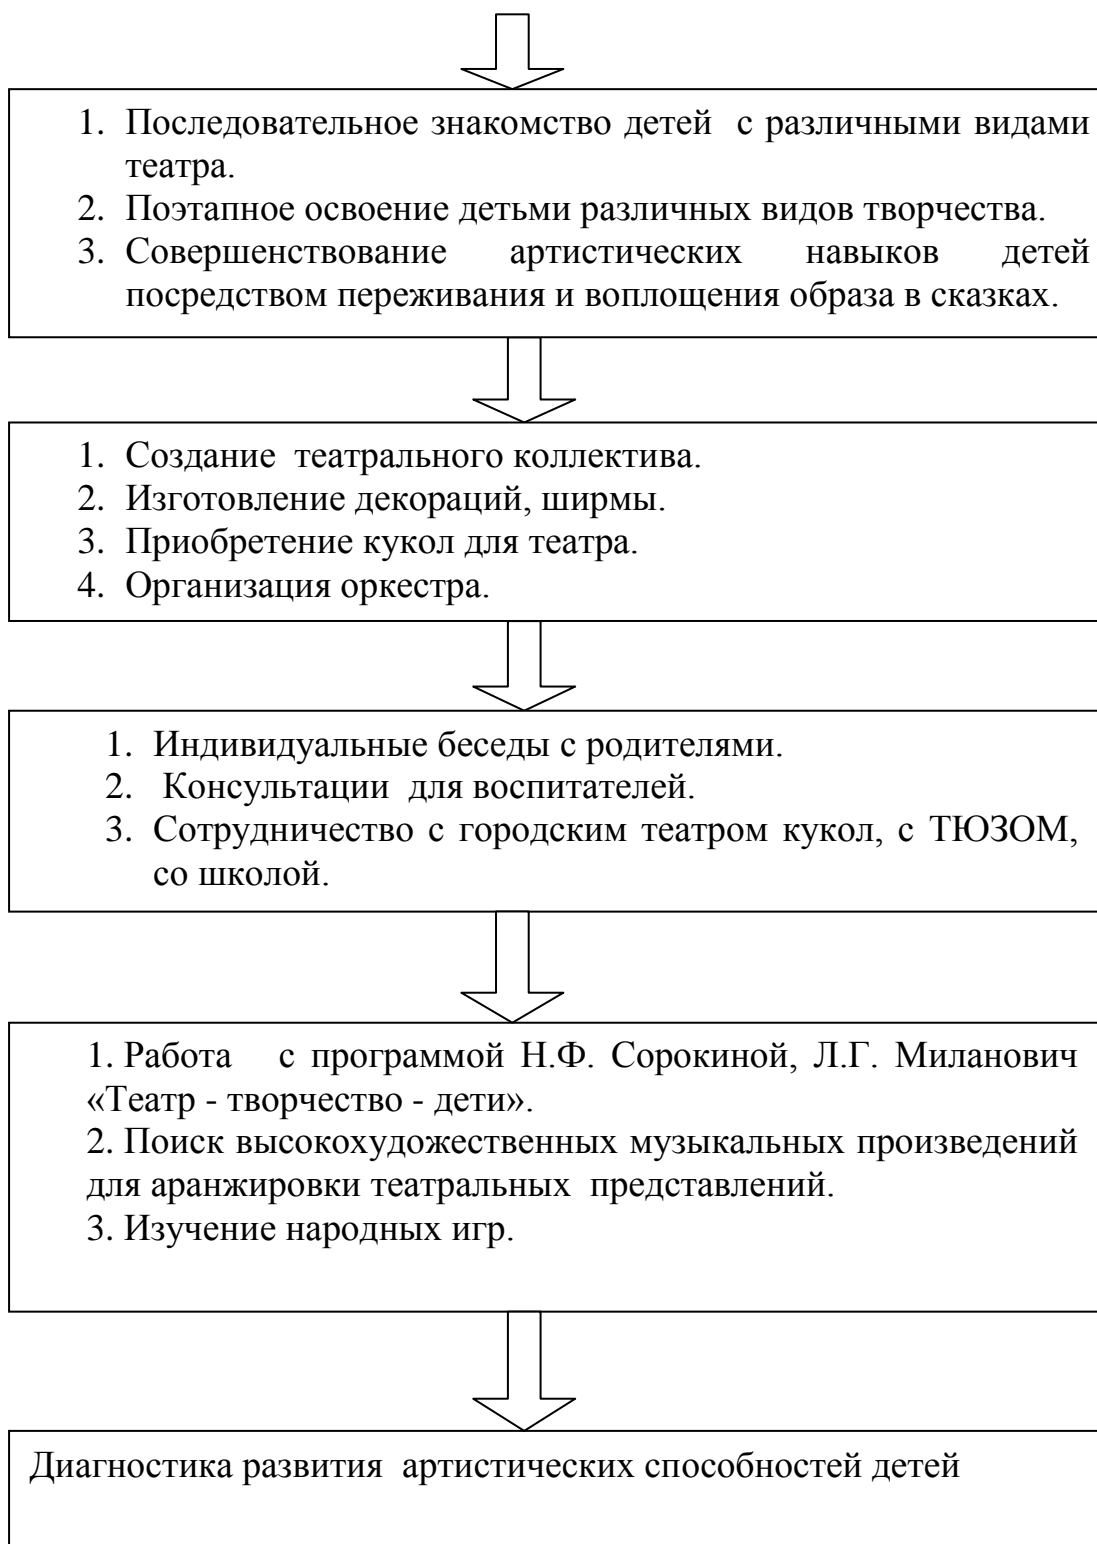 1. Последовательное знакомство детей с различными видами
театра.
2. Поэтапное освоение детьми различных видов творчества.
3. Совершенствование артистических навыков детей
посредством переживания и воплощения образа в сказках.
1. Создание театрального коллектива.
2. Изготовление декораций, ширмы.
3. Приобретение кукол для театра.
4. Организация оркестра.
1. Индивидуальные беседы с родителями.
2. Консультации для воспитателей.
3. Сотрудничество с городским театром кукол, с ТЮЗОМ,
со школой.
1. Работа с программой Н.Ф. Сорокиной, Л.Г. Миланович
«Театр - творчество - дети».
2. Поиск высокохудожественных музыкальных произведений
для аранжировки театральных представлений.
3. Изучение народных игр.
Диагностика развития артистических способностей детей